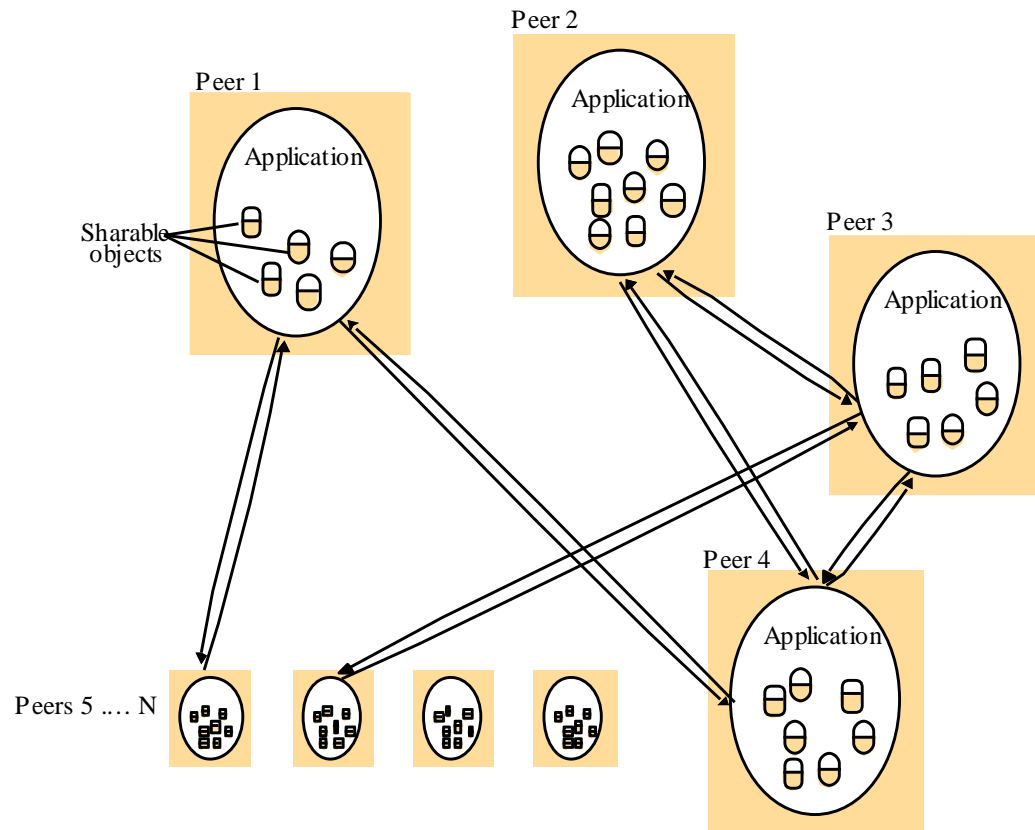 Peer 2
Peer 1
Application
Application
Sharable
objects
Peer 3
Application
Peer 4
Application
Peers 5 .... N